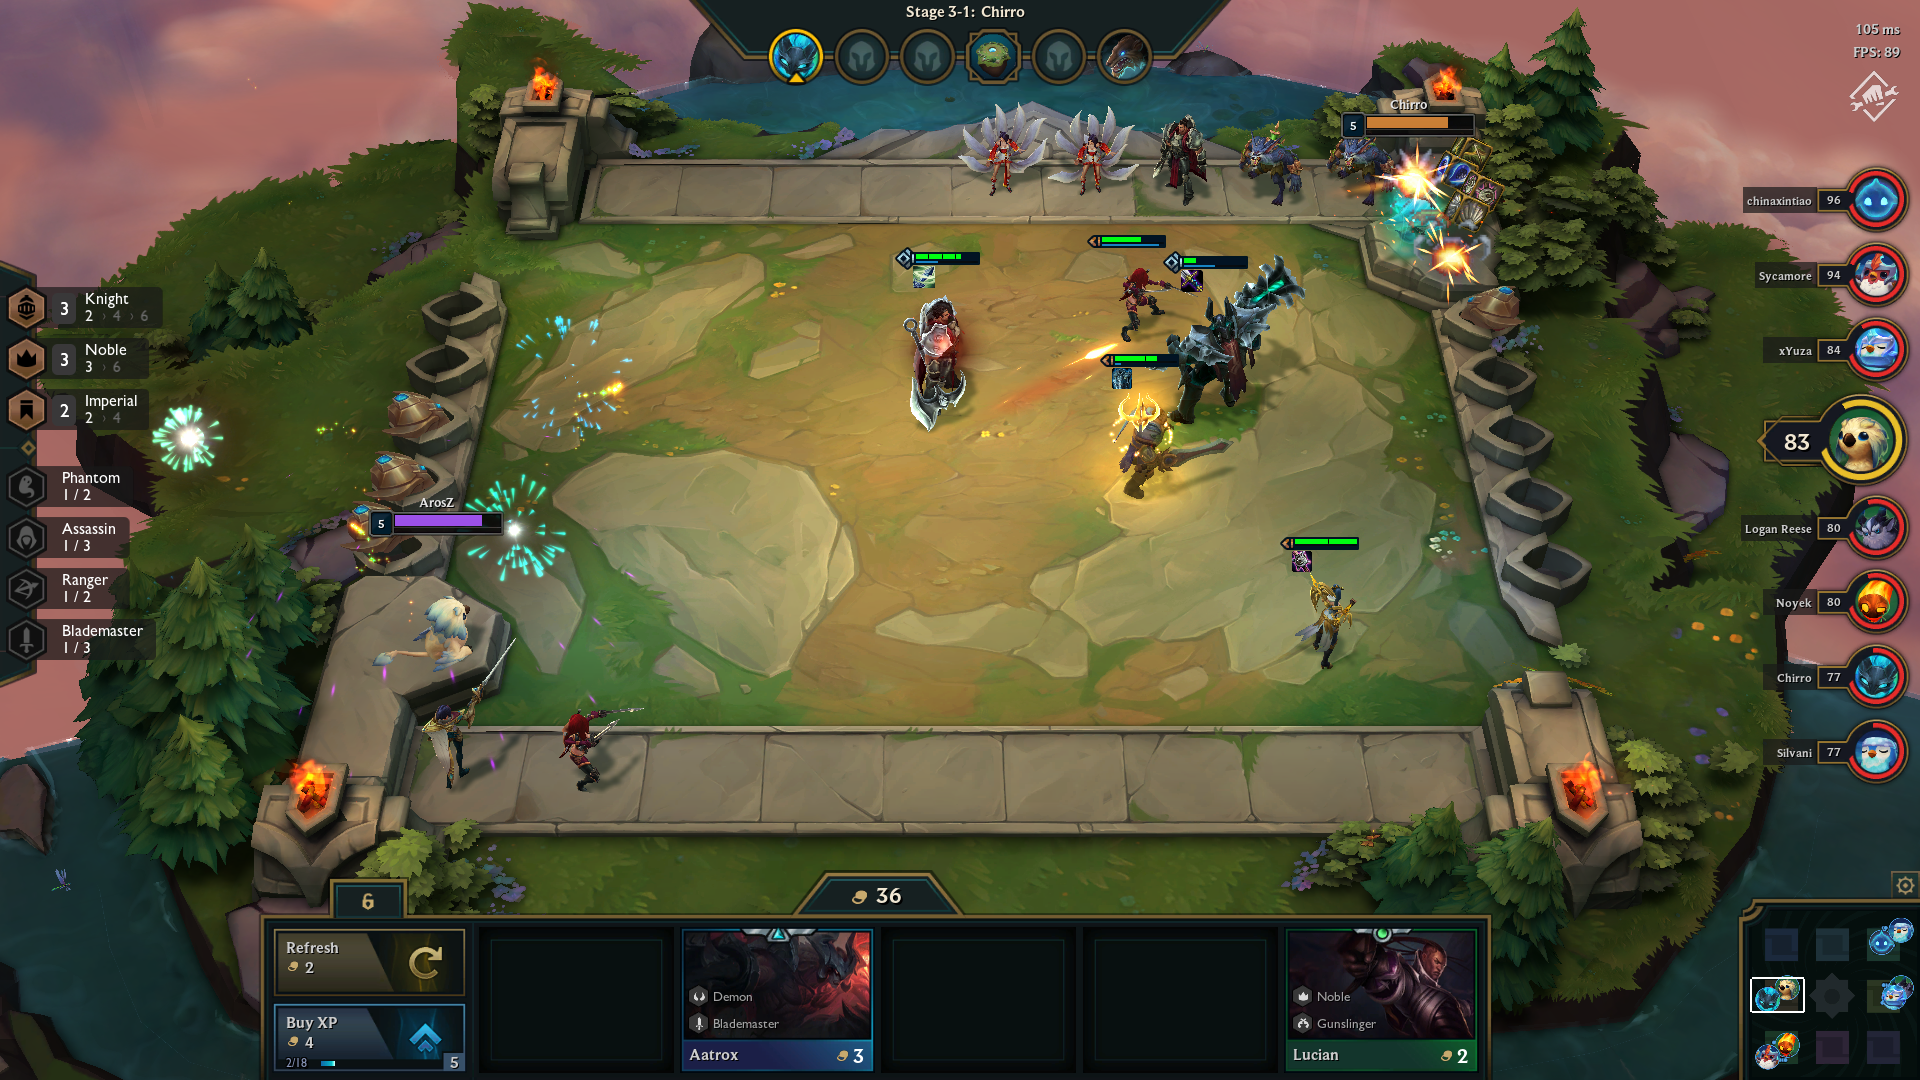 Stage 3-1: Chirro
105 ms
FPS: 89
Chirro
5
chinaxintiao 96
Sycamore 94
xYuza 84
83
Logan Reese 80
Noyek 80
Chirro 77
Silvani 77
3 Knight
2 › 4 › 6
3 Noble
3 › 6
2 Imperial
2 › 4
Phantom
1 / 2
Assassin
1 / 3
Ranger
1 / 2
Blademaster
1 / 3
ArosZ
5
6
36
Refresh
2
Buy XP
4
2/18
5
Demon
Blademaster
Aatrox 3
Noble
Gunslinger
Lucian 2